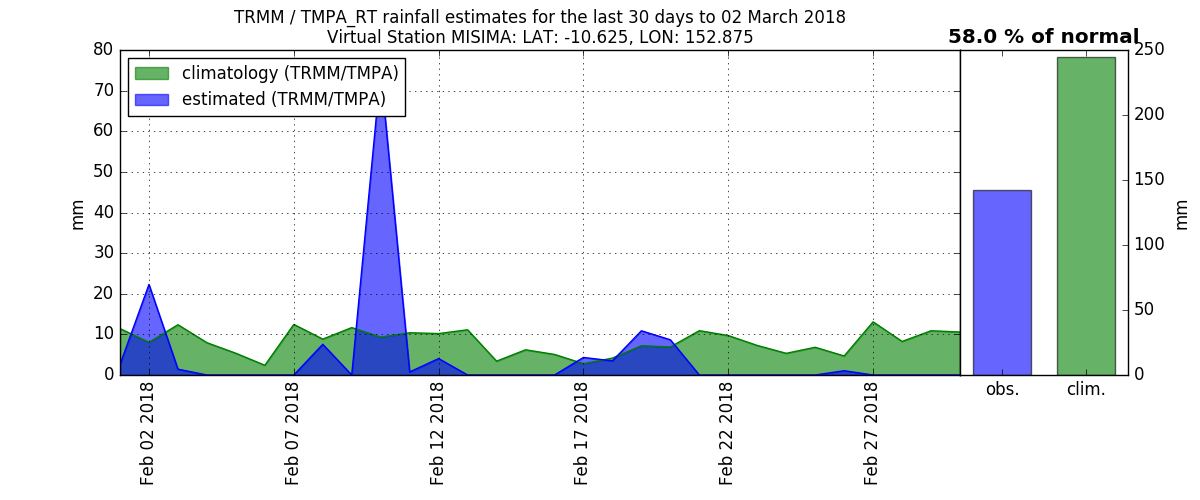 TRMM / TMPA_RT rainfall estimates for the last 30 days to 02 March 2018
Virtual Station MISIMA: LAT: -10.625, LON: 152.875
58.0 % of normal
climatology (TRMM/TMPA)
estimated (TRMM/TMPA)
80
70
60
50
40
30
20
10
0
mm
Feb 02 2018
Feb 07 2018
Feb 12 2018
Feb 17 2018
Feb 22 2018
Feb 27 2018
250
200
150
100
50
0
mm
obs.
clim.